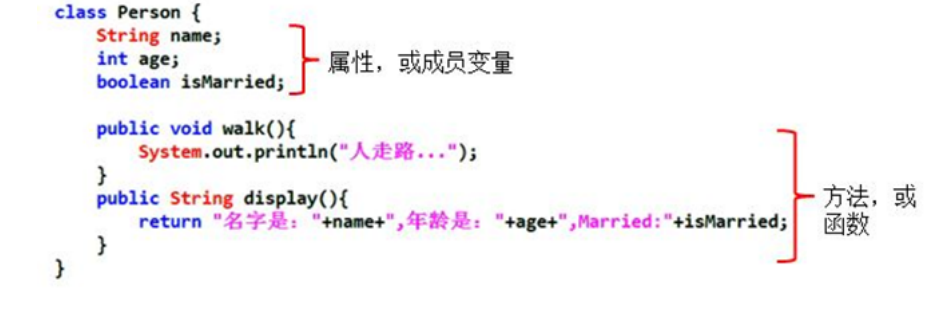 class Person {
String name;
int age;
boolean isMarried;
属性，或成员变量
public void walk(){
System.out.println("人走路...");
}
public String display(){
return "名字是："+name+",年龄是："+age+",Married:"+isMarried;
}
}
方法，或
函数